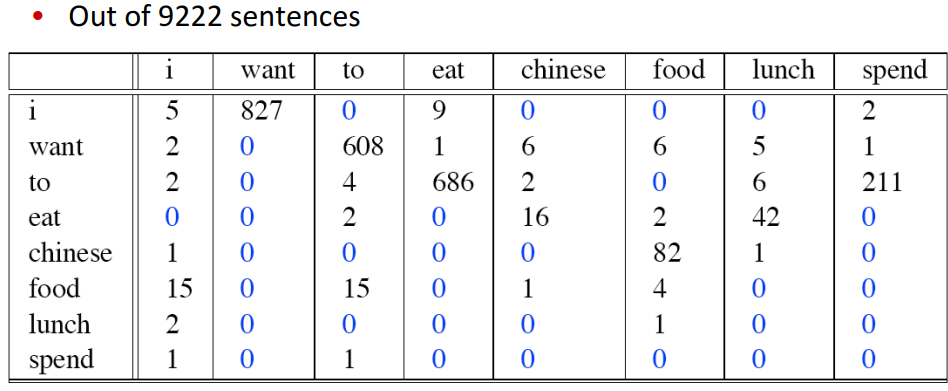 • Out of 9222 sentences
i want to eat chinese food lunch spend
i 5 827 0 9 0 0 0 2
want 2 0 608 1 6 6 5 1
to 2 0 4 686 2 0 6 211
eat 0 0 2 0 16 2 42 0
chinese 1 0 0 0 0 82 1 0
food 15 0 15 0 1 4 0 0
lunch 2 0 0 0 0 1 0 0
spend 1 0 1 0 0 0 0 0